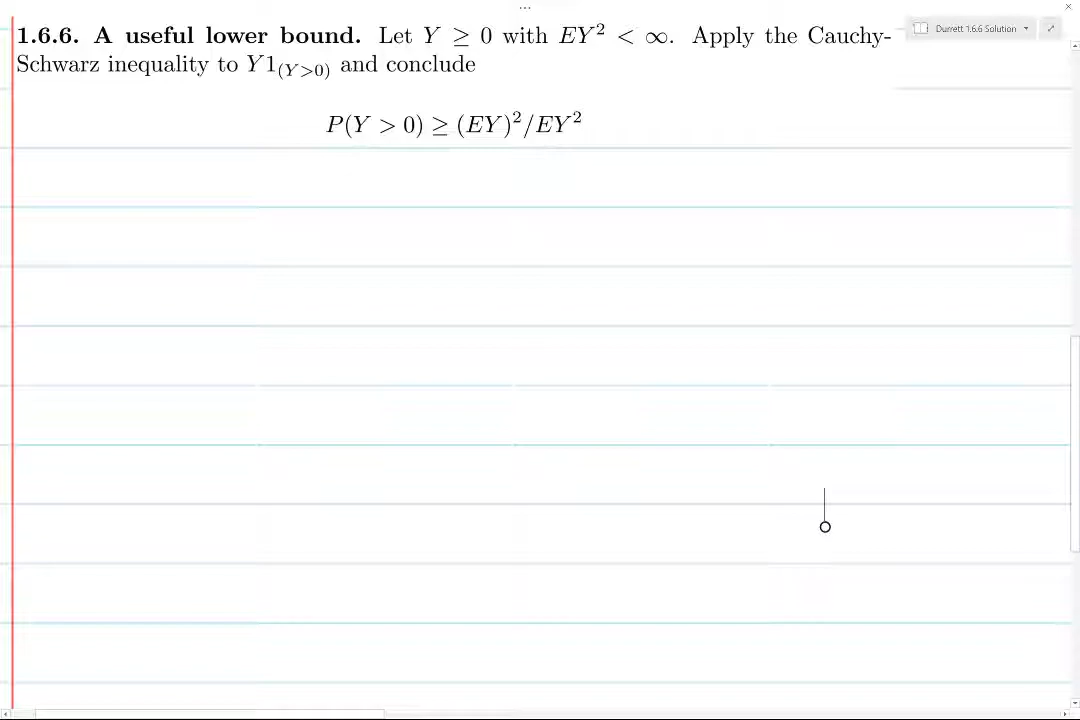 ...
1.6.6. A useful lower bound. Let Y ≥ 0 with EY² < ∞. Apply the Cauchy-
Schwarz inequality to Y1₍Y>0₎ and conclude
P(Y > 0) ≥ (EY)²/EY²
Durrett 1.6.6 Solution